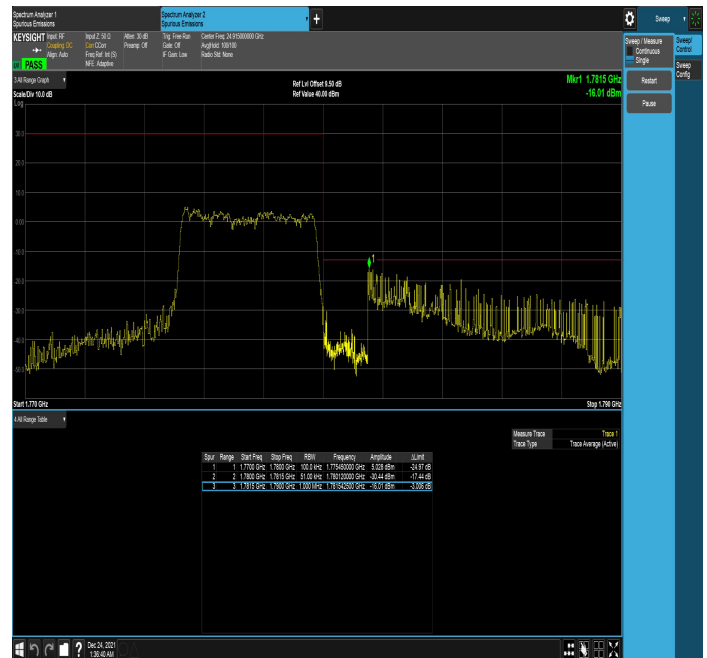 Spectrum Analyzer 1
Spurious Emissions
Spectrum Analyzer 2
Spurious Emissions
+
Sweep
KEYSIGHT
Input: RF
Coupling: DC
Align: Auto
Input Z: 50 Ω
Corr CCorr
Freq Ref: Int (S)
NFE: Adaptive
Atten: 30 dB
Preamp: Off
Trig: Free Run
Gate: Off
IF Gain: Low
Center Freq: 24.915000000 GHz
Avg|Hold: 100/100
Radio Std: None
PASS
Sweep / Measure
Continuous
Single
Restart
Pause
Sweep/
Control
Sweep
Config
3 All Range Graph
Scale/Div 10.0 dB
Ref Lvl Offset 9.50 dB
Ref Value 40.00 dBm
Mkr1 1.7815 GHz
-16.01 dBm
Log
30.0
20.0
10.0
0.00
-10.0
-20.0
-30.0
-40.0
-50.0
1
Start 1.770 GHz
Stop 1.790 GHz
4 All Range Table
Measure Trace Trace 1
Trace Type Trace Average (Active)
Spur Range Start Freq Stop Freq RBW Frequency Amplitude ΔLimit
1 1 1.7700 GHz 1.7800 GHz 100.0 kHz 1.775450000 GHz 5.028 dBm -24.97 dB
2 2 1.7800 GHz 1.7815 GHz 51.00 kHz 1.780120000 GHz -30.44 dBm -17.44 dB
3 3 1.7815 GHz 1.7900 GHz 1.000 MHz 1.781542500 GHz -16.01 dBm -3.006 dB
?
Dec 24, 2021
1:36:40 AM